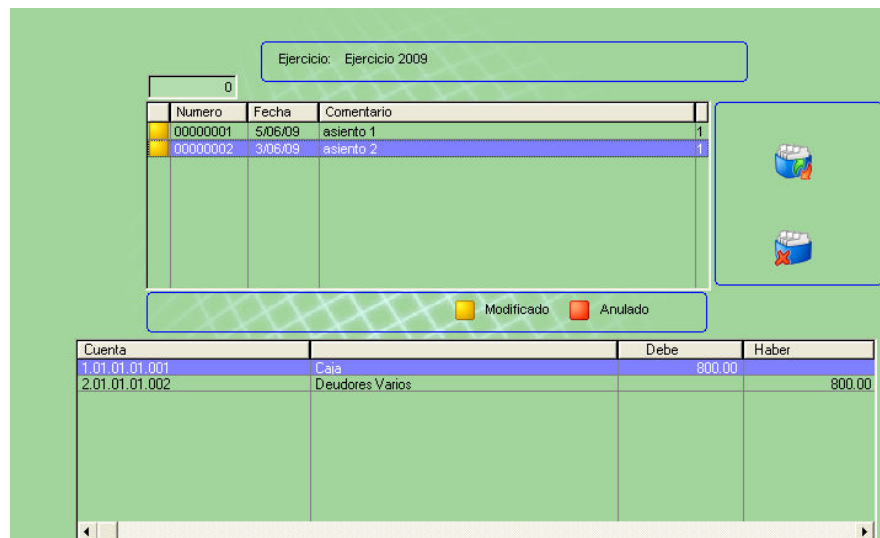 Ejercicio: Ejercicio 2009
0
Numero Fecha Comentario
00000001 5/06/09 asiento 1 1
00000002 3/06/09 asiento 2 1
Modificado Anulado
Cuenta Debe Haber
1.01.01.01.001 Caja 800.00
2.01.01.01.002 Deudores Varios 800.00